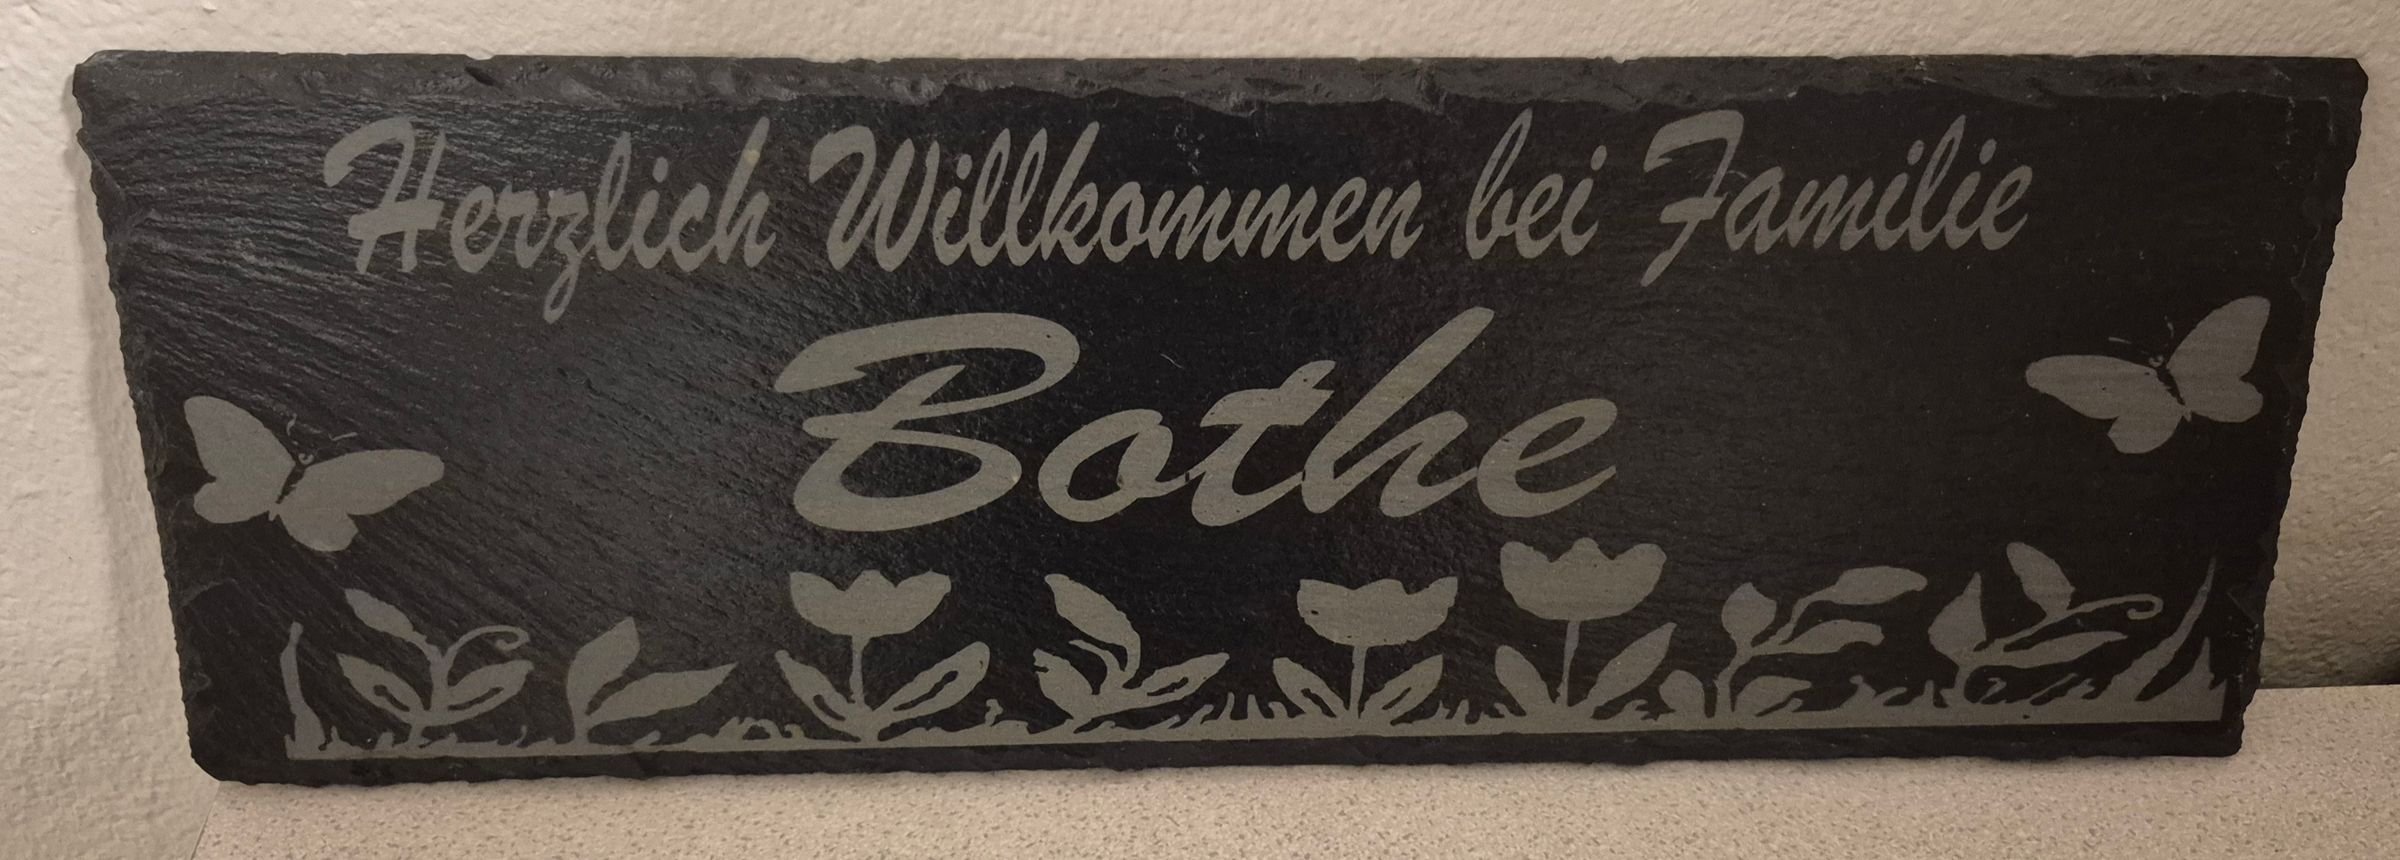 Herzlich Willkommen bei Familie
Bothe